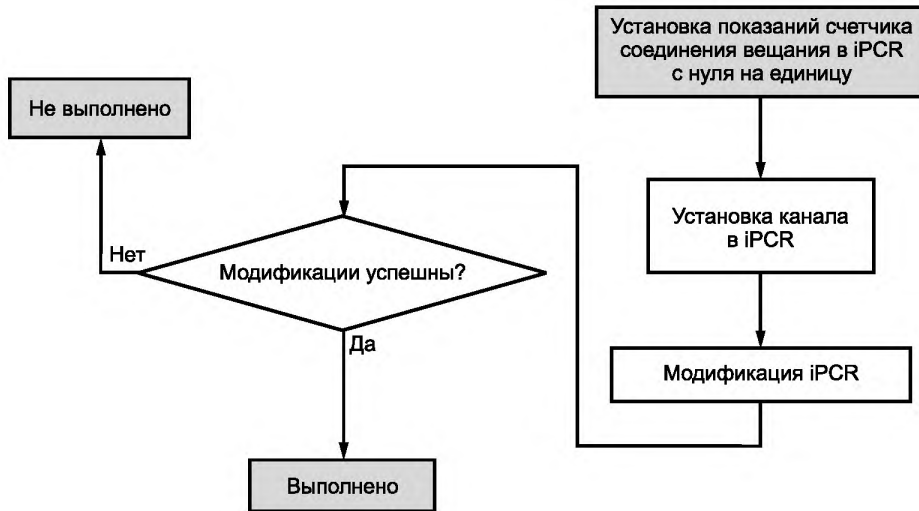 Установка показаний счетчика
соединения вещания в iPCR
с нуля на единицу
Не выполнено
Установка канала
в iPCR
Нет
Модификации успешны?
Да
Модификация iPCR
Выполнено